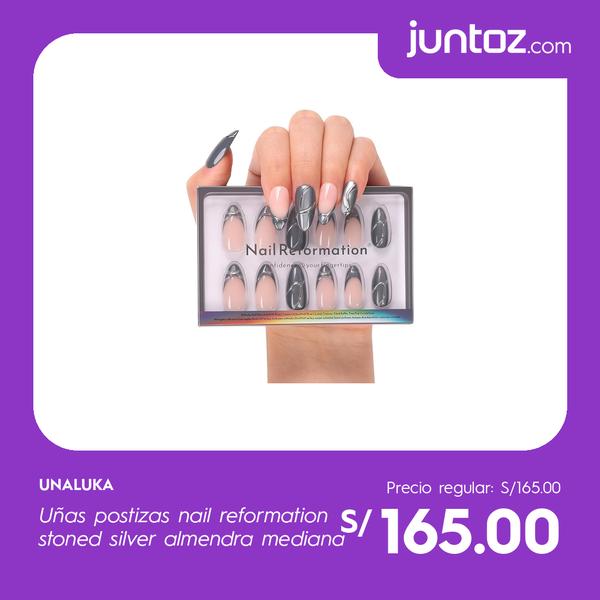 juntoz.com
Nail Reformation
UNALUKA
Precio regular: S/165.00
Uñas postizas nail reformation
stoned silver almendra mediana
S/165.00